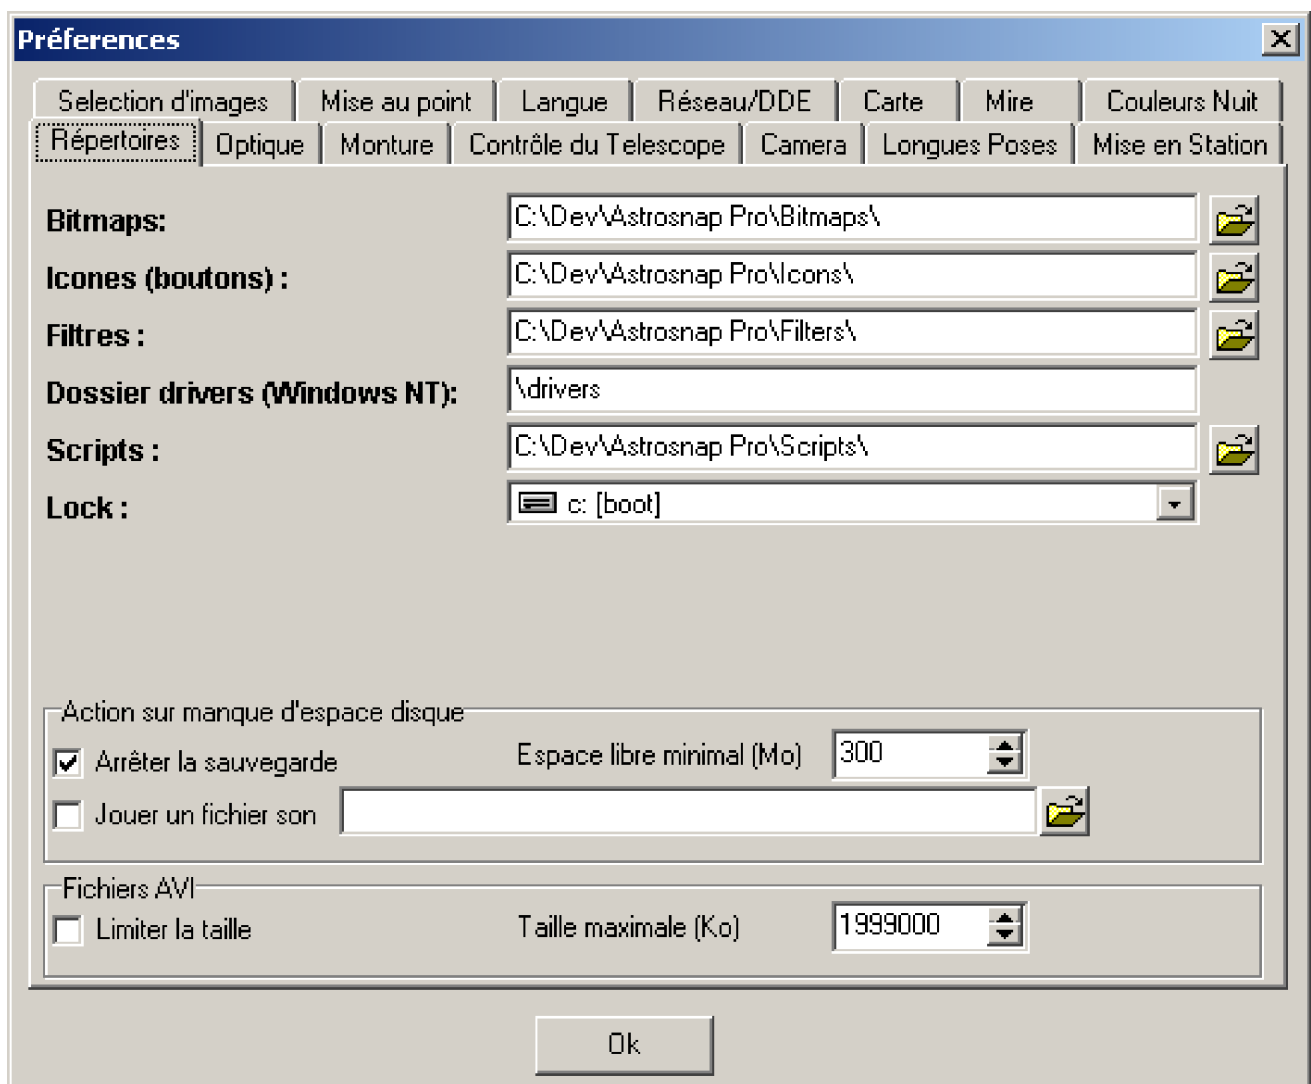 Préferences
Selection d'images Mise au point Langue Réseau/DDE Carte Mire Couleurs Nuit
Répertoires Optique Monture Contrôle du Telescope Camera Longues Poses Mise en Station
Bitmaps: C:\Dev\Astrosnap Pro\Bitmaps\
Icones (boutons) : C:\Dev\Astrosnap Pro\Icons\
Filtres : C:\Dev\Astrosnap Pro\Filters\
Dossier drivers (Windows NT): \drivers
Scripts : C:\Dev\Astrosnap Pro\Scripts\
Lock : c: [boot]
Action sur manque d'espace disque
Arrêter la sauvegarde Espace libre minimal (Mo) 300
Jouer un fichier son
Fichiers AVI
Limiter la taille Taille maximale (Ko) 1999000
Ok